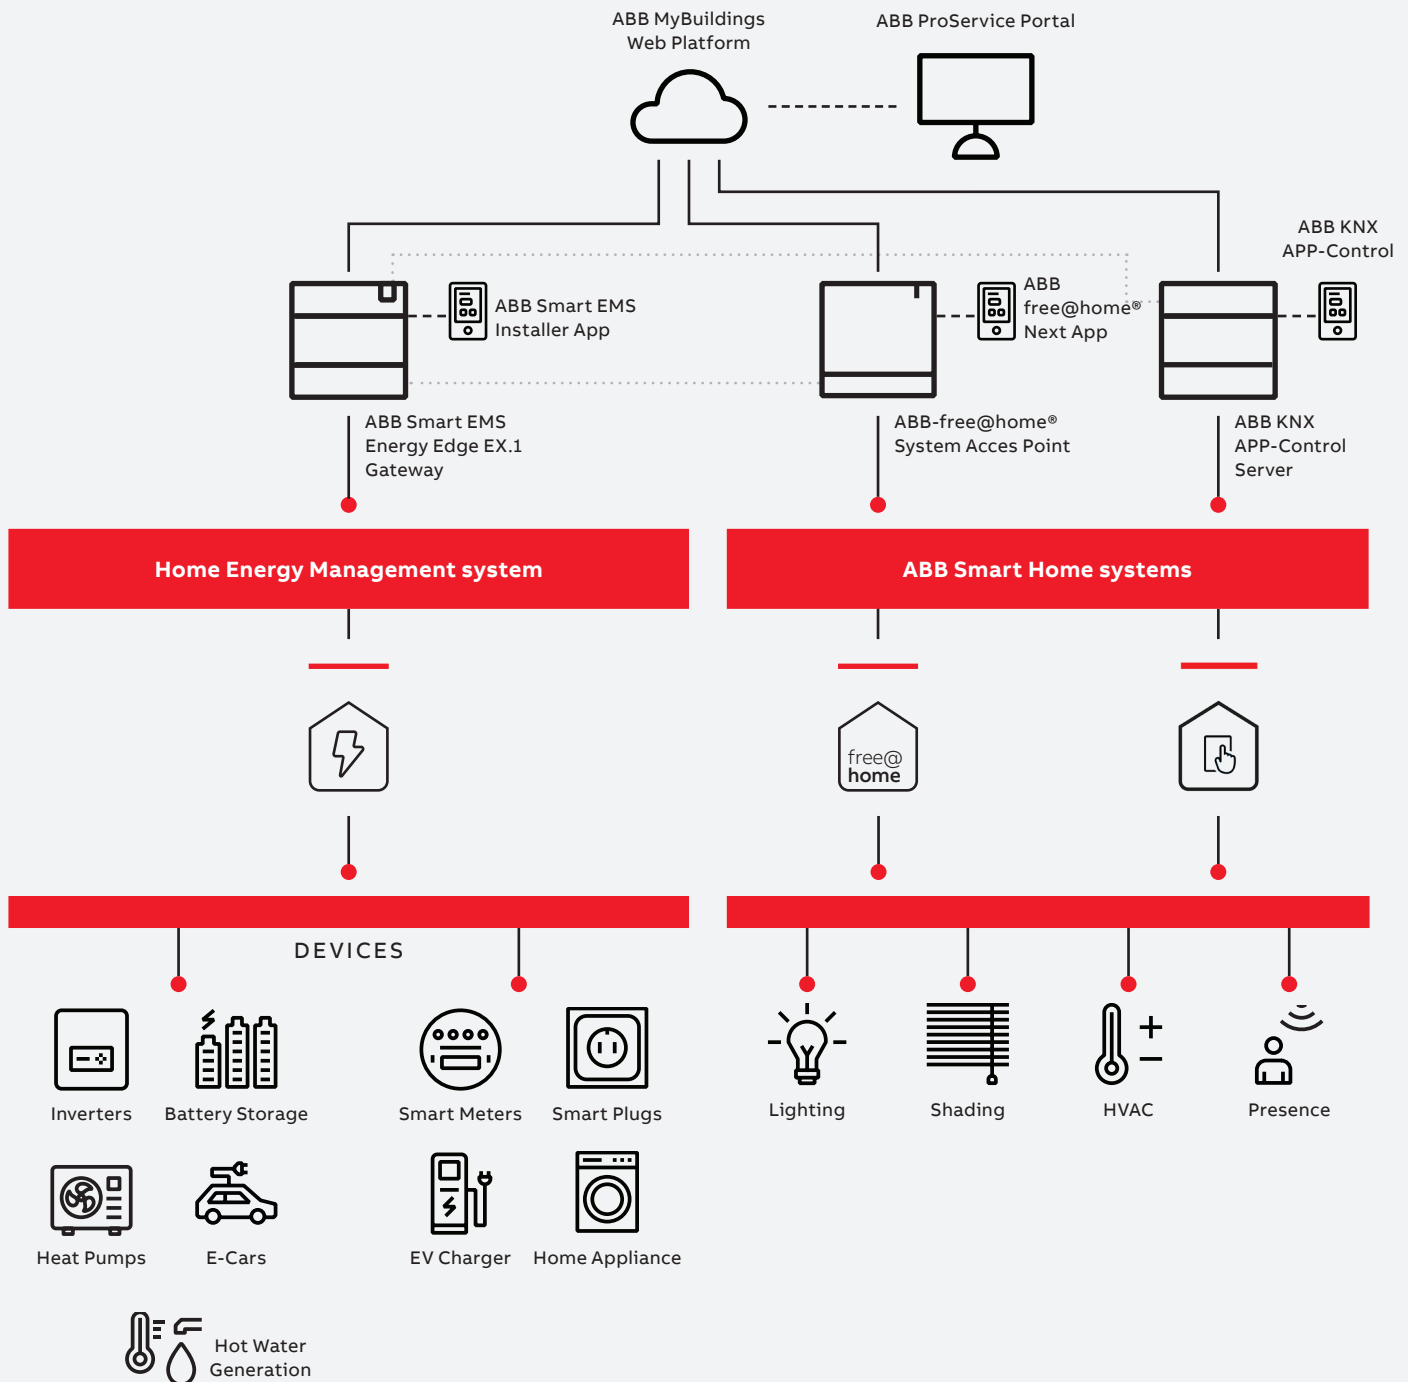 ABB MyBuildings
Web Platform
ABB ProService Portal
ABB KNX
APP-Control
ABB Smart EMS
Installer App
ABB
free@home®
Next App
ABB Smart EMS
Energy Edge EX.1
Gateway
ABB-free@home®
System Acces Point
ABB KNX
APP-Control
Server
Home Energy Management system
ABB Smart Home systems
free@
home
DEVICES
Inverters
Battery Storage
Smart Meters
Smart Plugs
Lighting
Shading
HVAC
Presence
Heat Pumps
E-Cars
EV Charger
Home Appliance
Hot Water
Generation